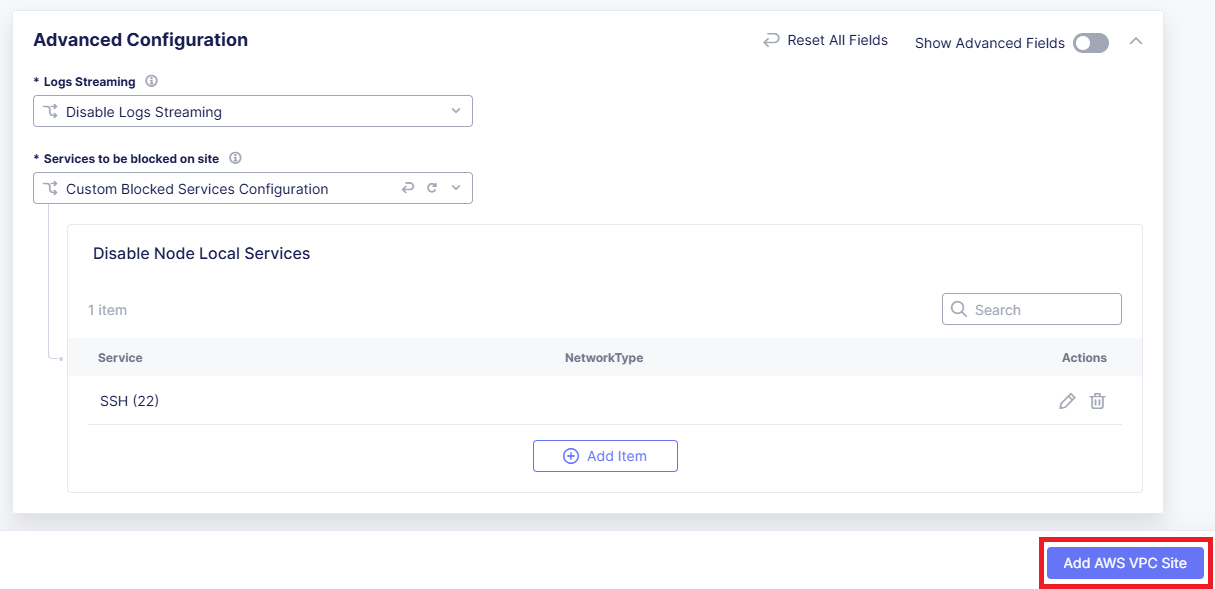 Advanced Configuration
Reset All Fields
Show Advanced Fields
* Logs Streaming
Disable Logs Streaming
* Services to be blocked on site
Custom Blocked Services Configuration
Disable Node Local Services
1 item
Search
Service NetworkType Actions
SSH (22)
Add Item
Add AWS VPC Site